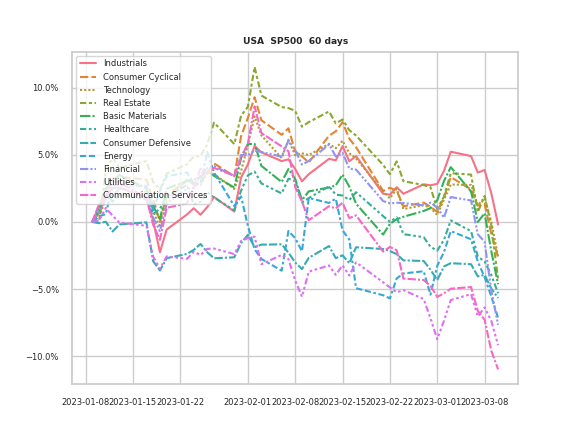 USA SP500 60 days
Industrials
Consumer Cyclical
Technology
Real Estate
Basic Materials
Healthcare
Consumer Defensive
Energy
Financial
Utilities
Communication Services
10.0%
5.0%
0.0%
−5.0%
−10.0%
2023-01-08 2023-01-15 2023-01-22 2023-02-01 2023-02-08 2023-02-15 2023-02-22 2023-03-01 2023-03-08